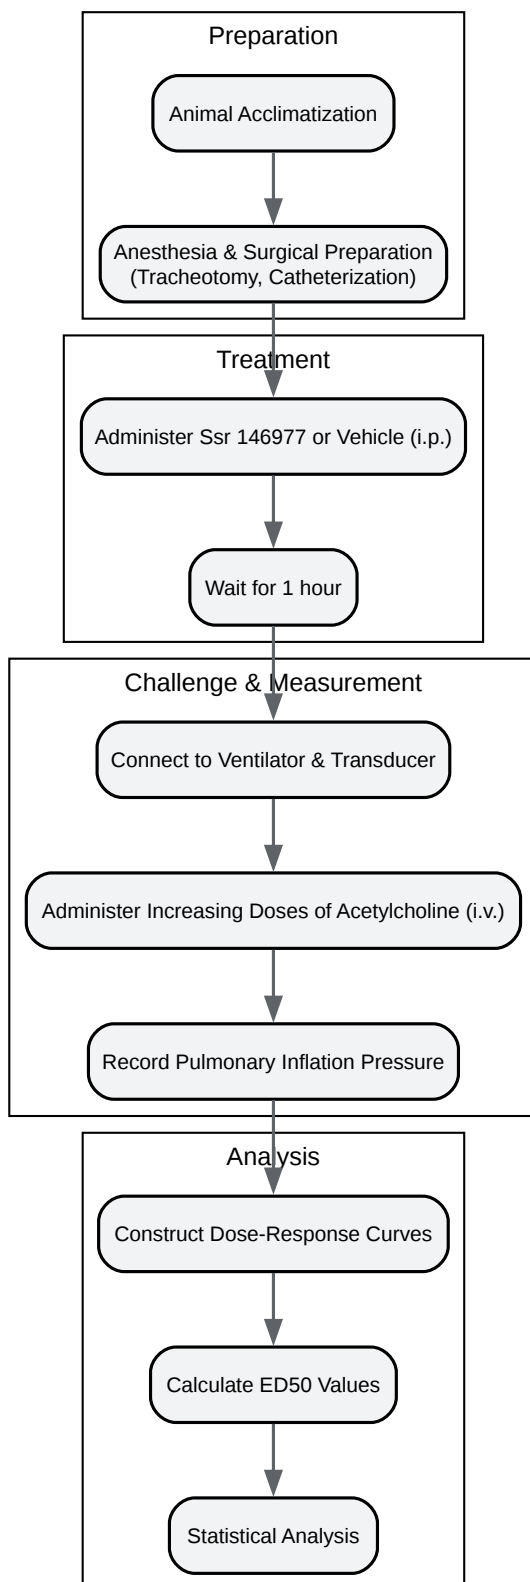 Preparation
Animal Acclimatization
Anesthesia & Surgical Preparation
(Tracheotomy, Catheterization)
Treatment
Administer Ssr 146977 or Vehicle (i.p.)
Wait for 1 hour
Challenge & Measurement
Connect to Ventilator & Transducer
Administer Increasing Doses of Acetylcholine (i.v.)
Record Pulmonary Inflation Pressure
Analysis
Construct Dose-Response Curves
Calculate ED50 Values
Statistical Analysis